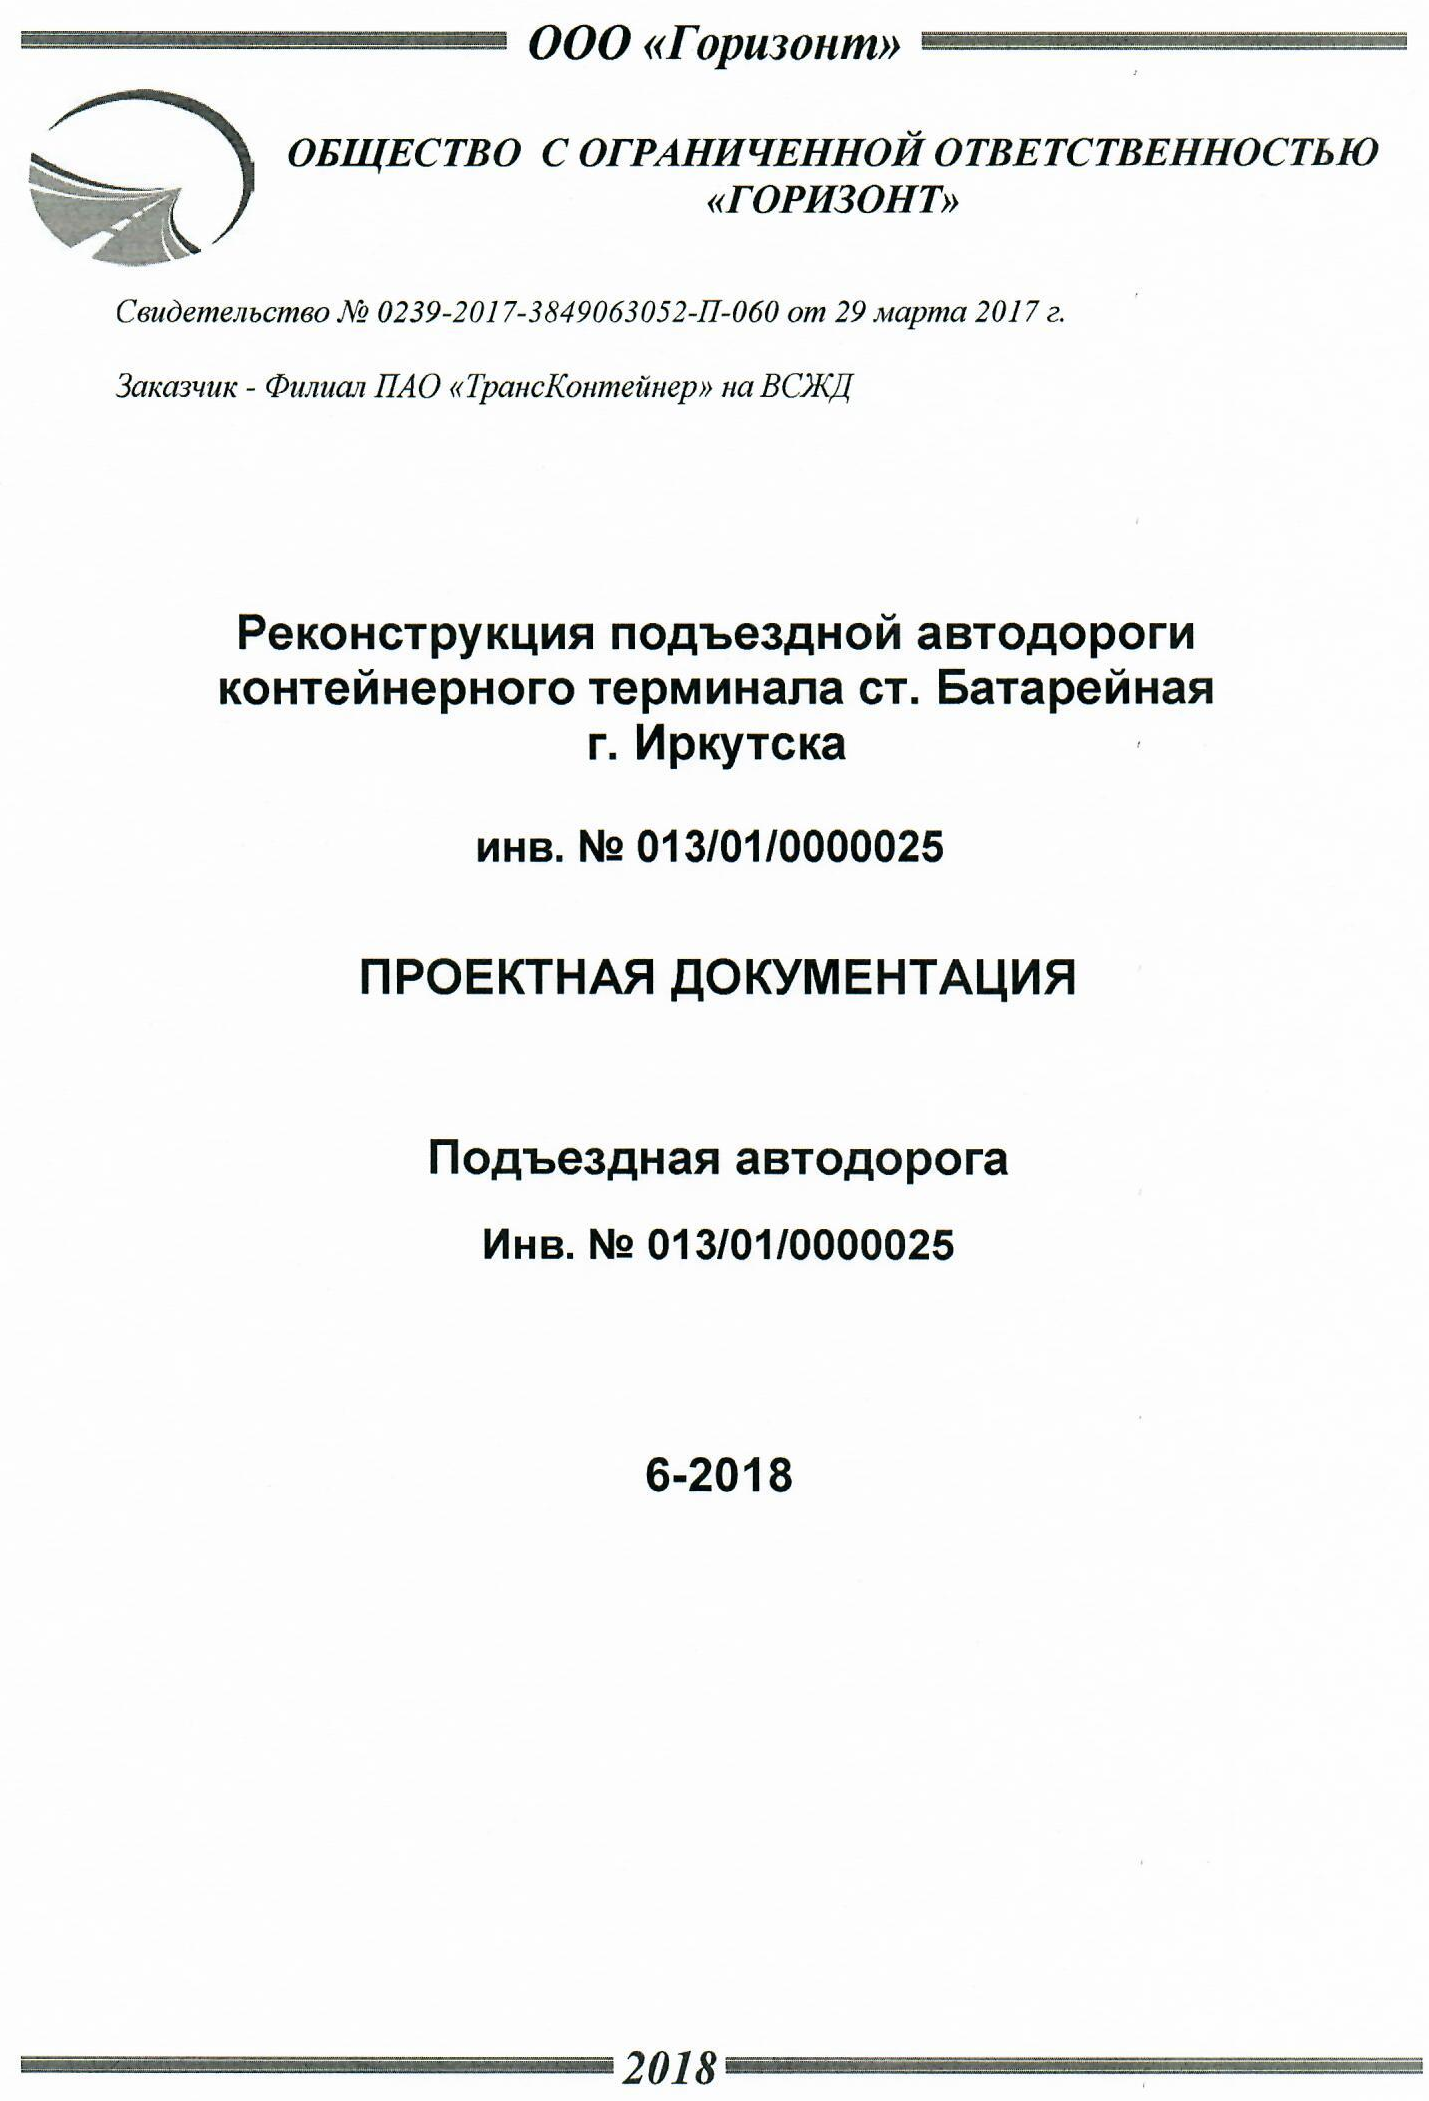 ООО «Горизонт»
ОБЩЕСТВО С ОГРАНИЧЕННОЙ ОТВЕТСТВЕННОСТЬЮ
«ГОРИЗОНТ»
Свидетельство № 0239-2017-3849063052-П-060 от 29 марта 2017 г.
Заказчик - Филиал ПАО «ТрансКонтейнер» на ВСЖД
Реконструкция подъездной автодороги
контейнерного терминала ст. Батарейная
г. Иркутска
инв. № 013/01/0000025
ПРОЕКТНАЯ ДОКУМЕНТАЦИЯ
Подъездная автодорога
Инв. № 013/01/0000025
6-2018
2018